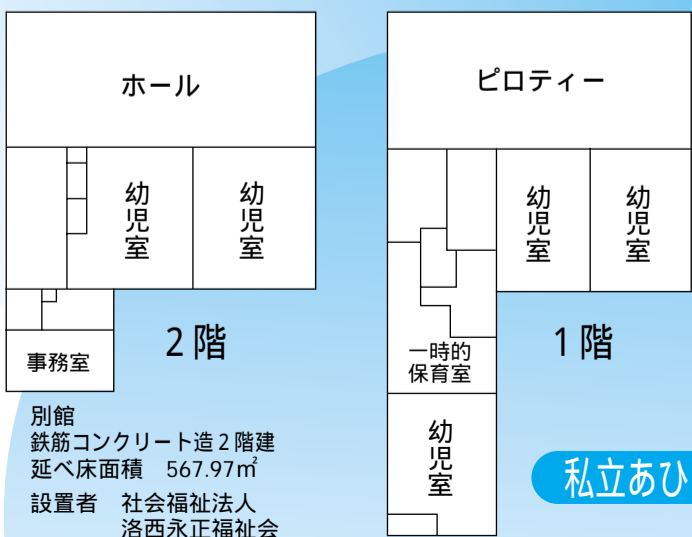 ホール
幼児室
幼児室
事務室
2階
ピロティー
幼児室
幼児室
一時的
保育室
幼児室
1階
別館
鉄筋コンクリート造2階建
延べ床面積　567.97㎡
設置者　社会福祉法人
洛西永正福祉会
私立あひ